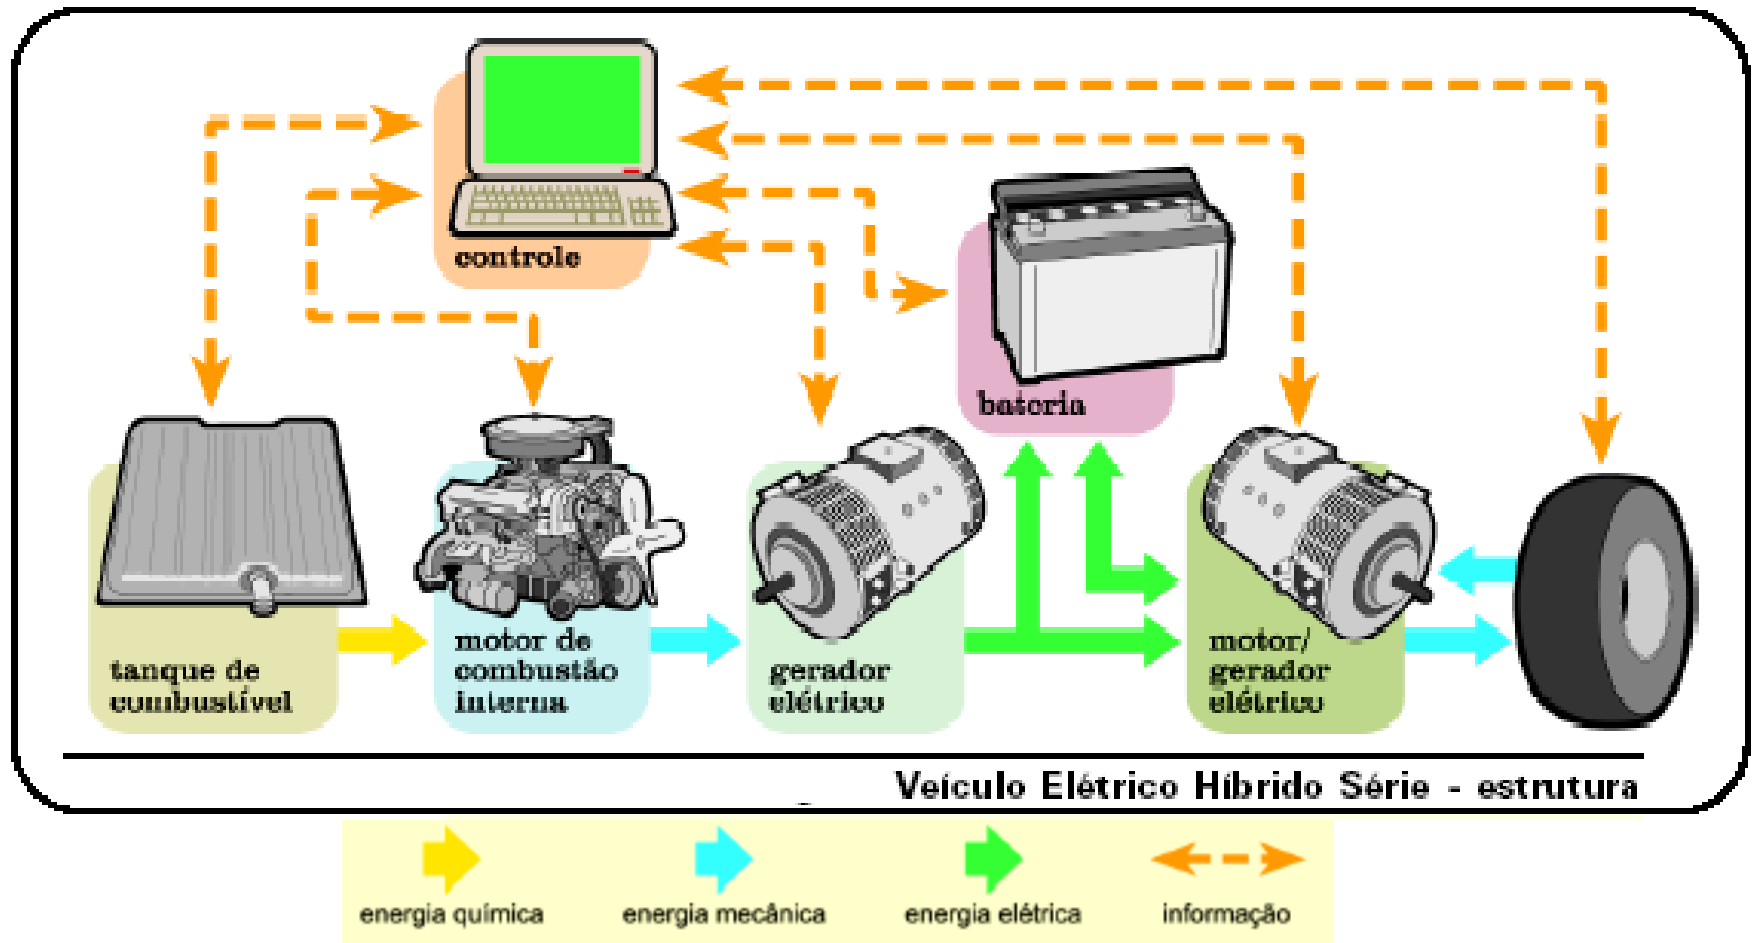 controle
bateria
tanque de
combustível
motor de
combustão
interna
gerador
elétrico
motor/
gerador
elétrico
Veículo Elétrico Híbrido Série - estrutura
energia química
energia mecânica
energia elétrica
informação